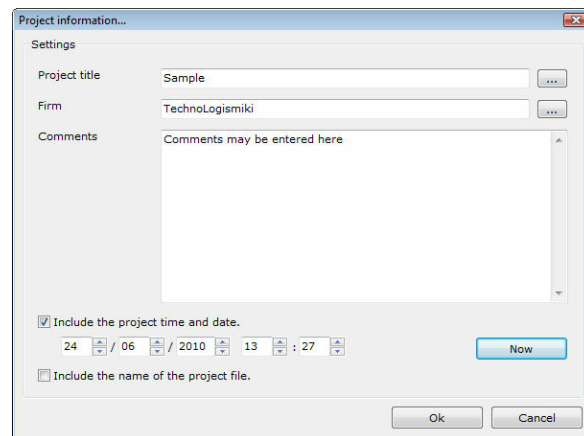 Project information...
Settings
Project title Sample ...
Firm TechnoLogismiki ...
Comments Comments may be entered here
Include the project time and date.
24 / 06 / 2010 13 : 27 Now
Include the name of the project file.
Ok Cancel